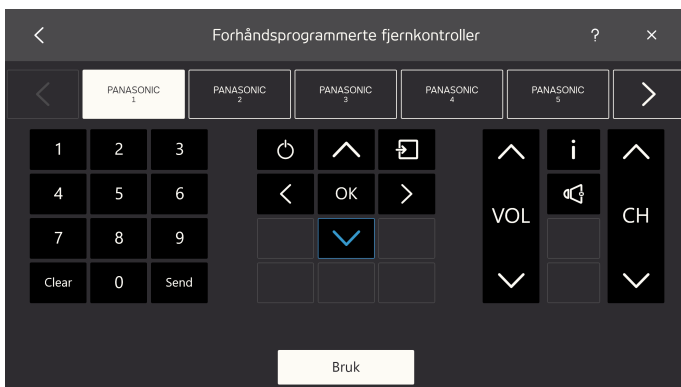 Forhåndsprogrammerte fjernkontroller ?
PANASONIC
1
PANASONIC
2
PANASONIC
3
PANASONIC
4
PANASONIC
5
1 2 3
4 OK 5 6
7 8 9
Clear 0 Send
i
VOL
CH
Bruk